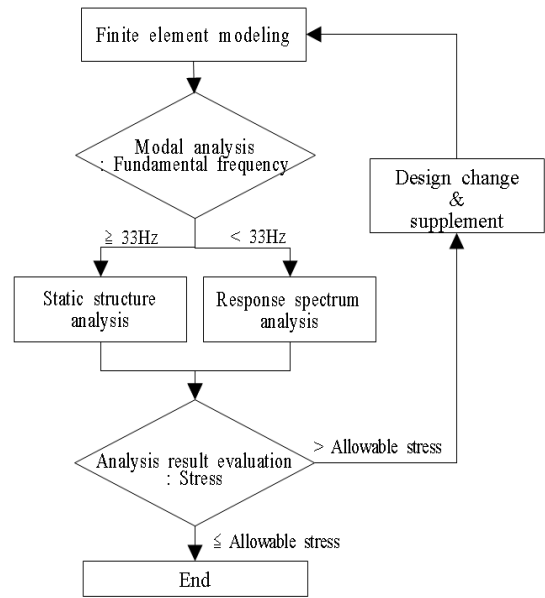 Finite element modeling
Modal analysis
: Fundamental frequency
Design change
&
supplement
≧ 33Hz
< 33Hz
Static structure
analysis
Response spectrum
analysis
> Allowable stress
Analysis result evaluation
: Stress
≦ Allowable stress
End